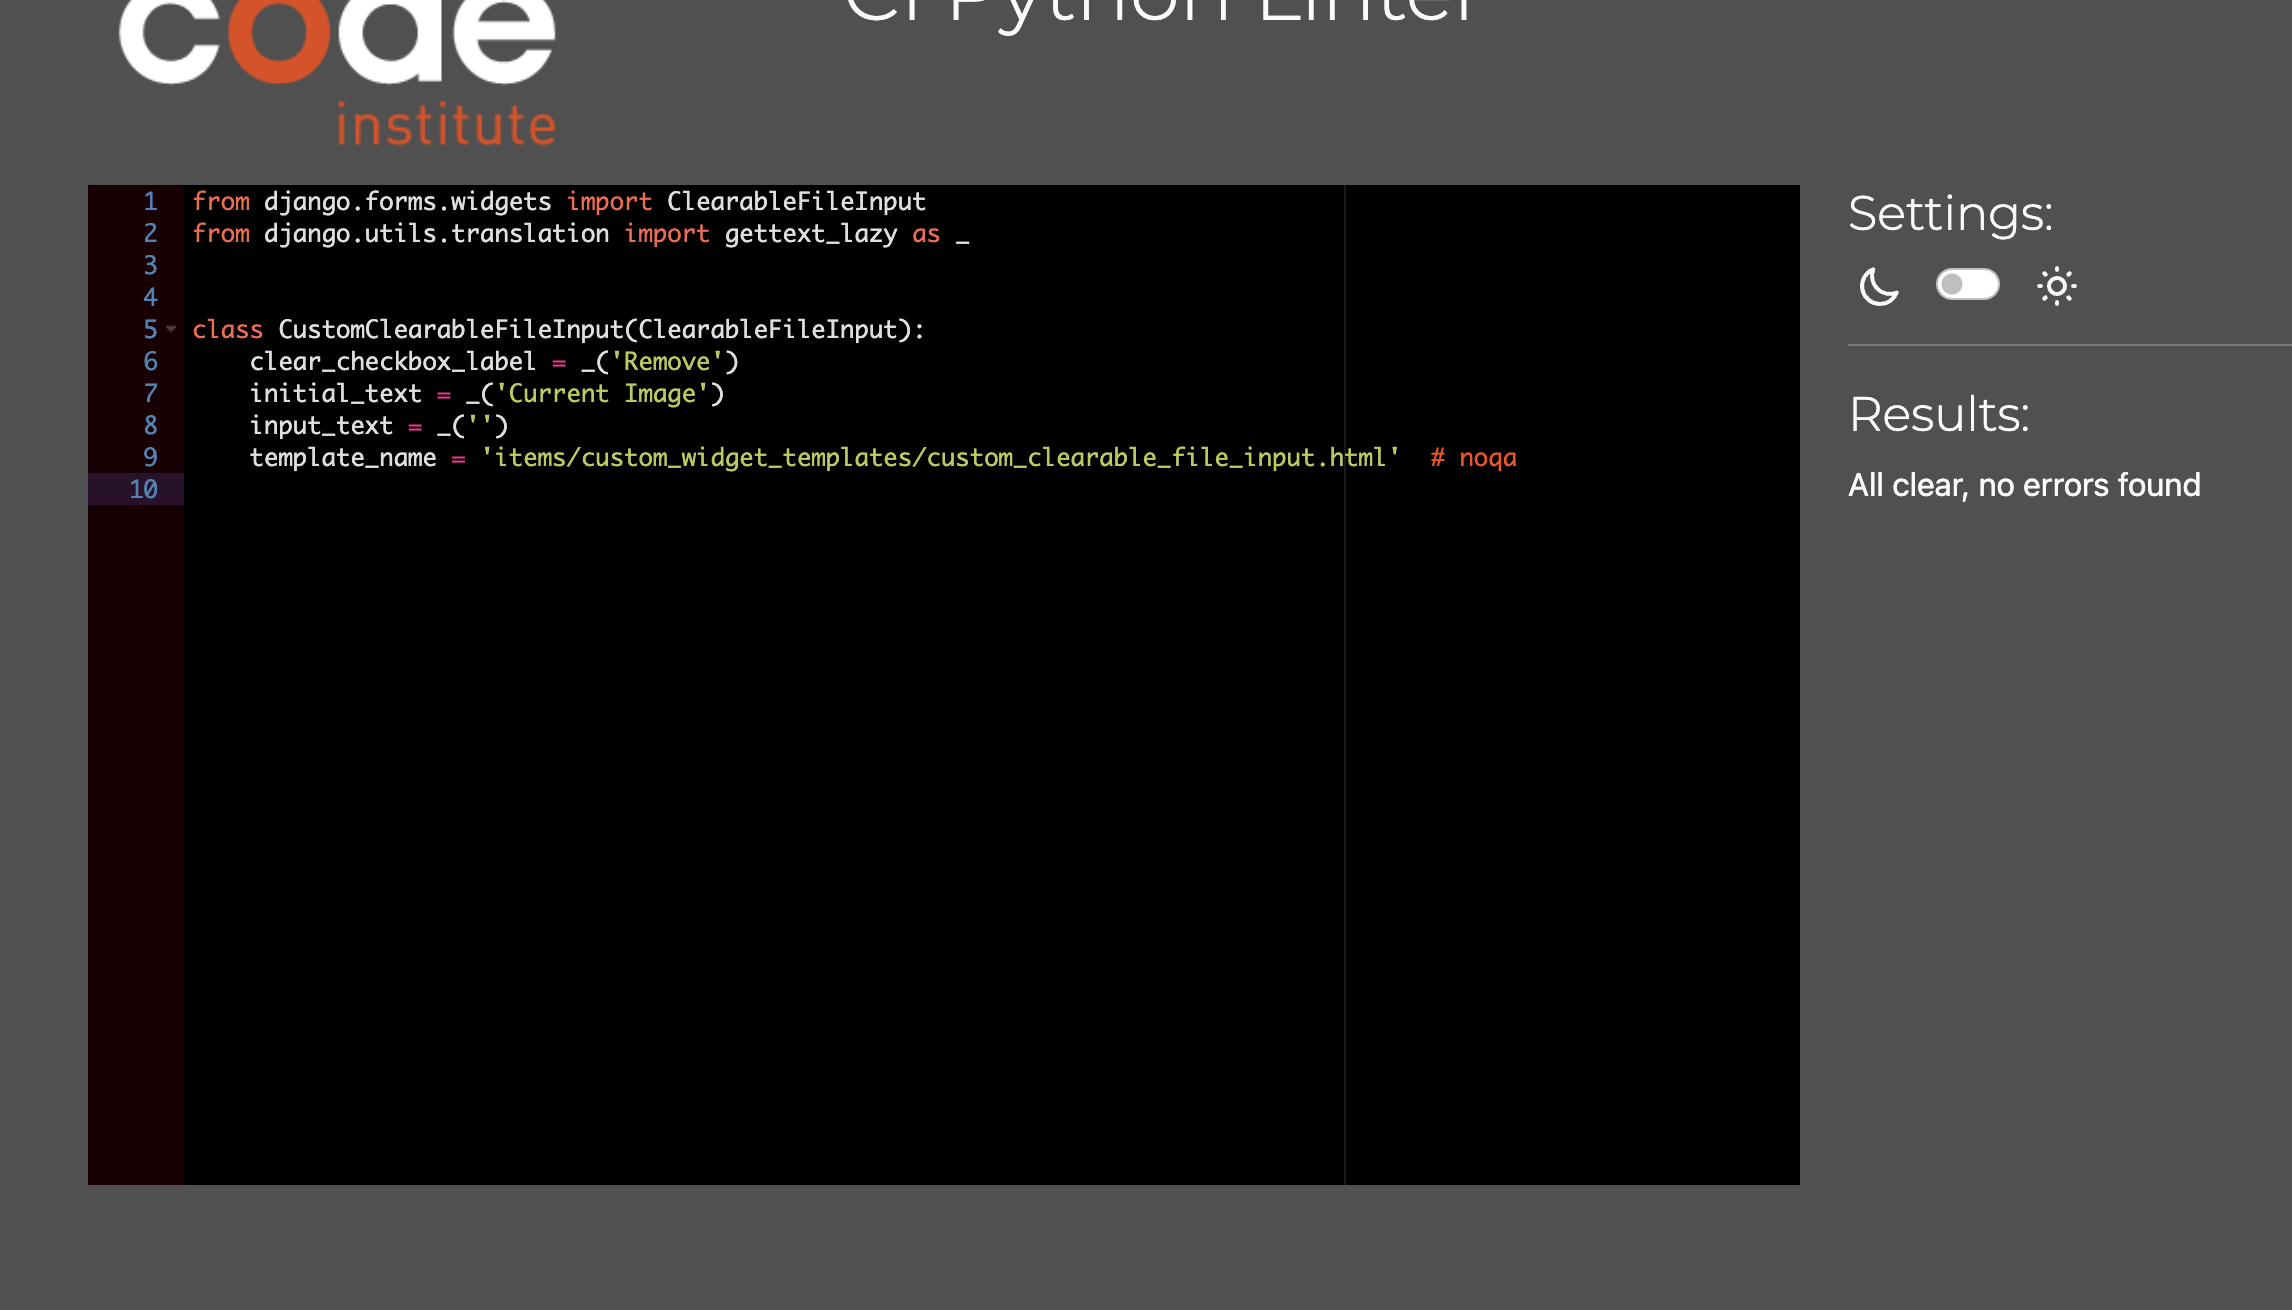 code
institute
CI Python Linter
1 from django.forms.widgets import ClearableFileInput
2 from django.utils.translation import gettext_lazy as _
3
4
5 class CustomClearableFileInput(ClearableFileInput):
6     clear_checkbox_label = _('Remove')
7     initial_text = _('Current Image')
8     input_text = _('')
9     template_name = 'items/custom_widget_templates/custom_clearable_file_input.html'  # noqa
10
Settings:
Results:
All clear, no errors found